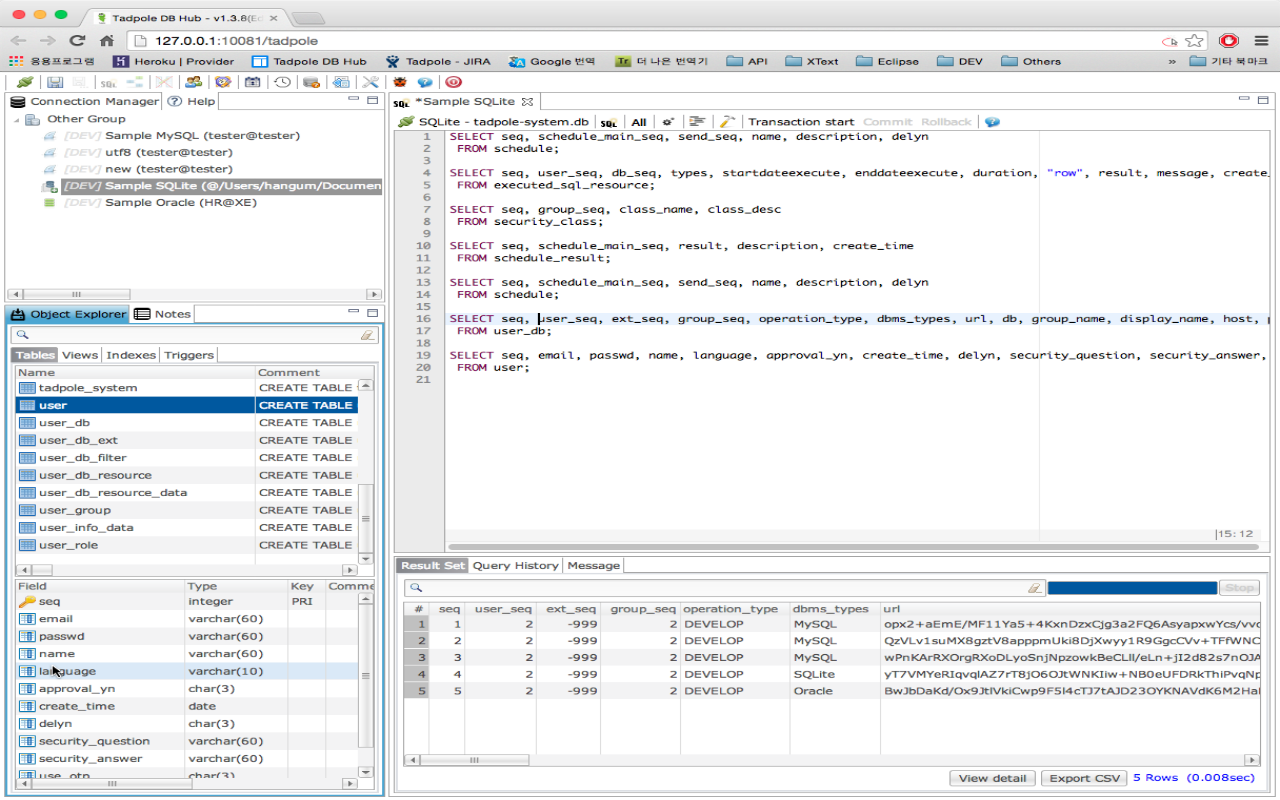 Tadpole DB Hub - v1.3.8(E
127.0.0.1:10081/tadpole
응용프로그램 Heroku | Provider Tadpole DB Hub Tadpole - JIRA Google 번역 Tr 더 나은 번역기 API XText Eclipse DEV Others » 기타 북마크
Connection Manager Help
Other Group
[DEV] Sample MySQL (tester@tester)
[DEV] utf8 (tester@tester)
[DEV] new (tester@tester)
[DEV] Sample SQLite (@/Users/hangum/Documen
[DEV] Sample Oracle (HR@XE)
Object Explorer Notes
Tables Views Indexes Triggers
Name Comment
tadpole_system CREATE TABLE
user CREATE TABLE
user_db CREATE TABLE
user_db_ext CREATE TABLE
user_db_filter CREATE TABLE
user_db_resource CREATE TABLE
user_db_resource_data CREATE TABLE
user_group CREATE TABLE
user_info_data CREATE TABLE
user_role CREATE TABLE
Field Type Key Comme
seq integer PRI
email varchar(60)
passwd varchar(60)
name varchar(60)
language varchar(10)
approval_yn char(3)
create_time date
delyn char(3)
security_question varchar(60)
security_answer varchar(60)
use_otp char(3)
SQL *Sample SQLite
SQLite - tadpole-system.db SQL All Transaction start Commit Rollback
1 SELECT seq, schedule_main_seq, send_seq, name, description, delyn
2 FROM schedule;
3
4 SELECT seq, user_seq, db_seq, types, startdateexecute, enddateexecute, duration, "row", result, message, create_
5 FROM executed_sql_resource;
6
7 SELECT seq, group_seq, class_name, class_desc
8 FROM security_class;
9
10 SELECT seq, schedule_main_seq, result, description, create_time
11 FROM schedule_result;
12
13 SELECT seq, schedule_main_seq, send_seq, name, description, delyn
14 FROM schedule;
15
16 SELECT seq, user_seq, ext_seq, group_seq, operation_type, dbms_types, url, db, group_name, display_name, host, p
17 FROM user_db;
18
19 SELECT seq, email, passwd, name, language, approval_yn, create_time, delyn, security_question, security_answer,
20 FROM user;
21
15: 12
Result Set Query History Message
Stop
# seq user_seq ext_seq group_seq operation_type dbms_types url
1 1 2 -999 2 DEVELOP MySQL opx2+aEmE/MF11Ya5+4KxnDzxCjg3a2FQ6AsyapxwYcs/vvo
2 2 2 -999 2 DEVELOP MySQL QzVLv1suMX8gztV8apppmUki8DjXwyy1R9GgcCVv+TFfWNC
3 3 2 -999 2 DEVELOP MySQL wPnKArRXOrgRXoDLyoSnjNpzowkBeCLIl/eLn+jI2d82s7nOJA
4 4 2 -999 2 DEVELOP SQLite yT7VMYeRIqvqlAZ7rT8jO6OJtWNKIiw+NB0eUFDRkThiPvqNp
5 5 2 -999 2 DEVELOP Oracle BwJbDaKd/Ox9JtlVkiCwp9F5l4cTJ7tAJD23OYKNAVdK6M2Hal
View detail Export CSV 5 Rows (0.008sec)